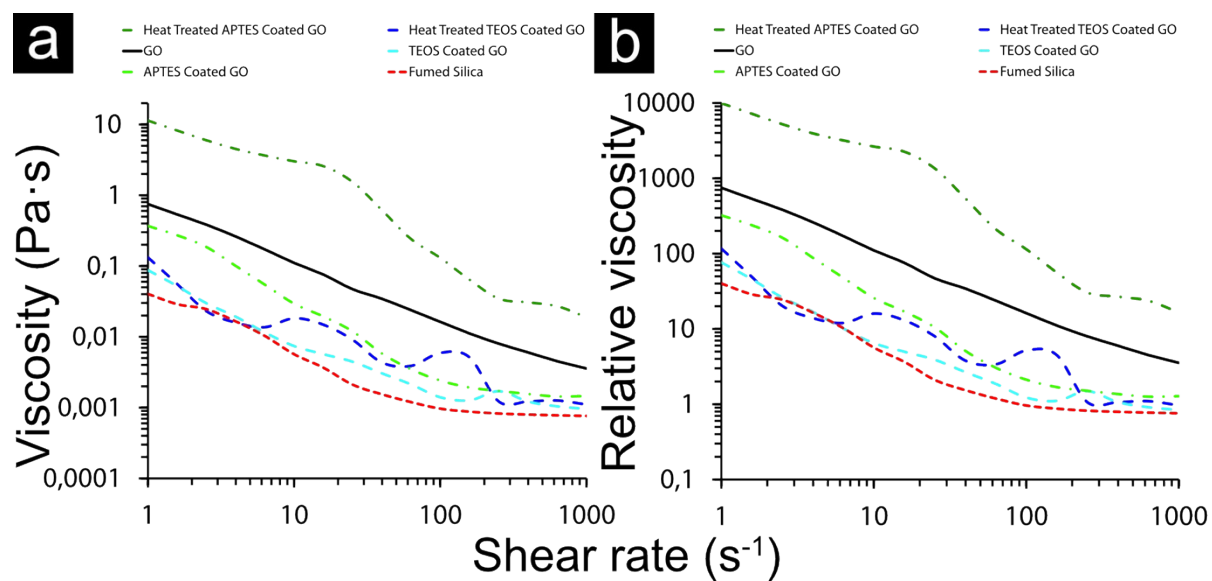 a
Heat Treated APTES Coated GO
Heat Treated TEOS Coated GO
GO
TEOS Coated GO
APTES Coated GO
Fumed Silica
Viscosity (Pa·s)
10
1
0,1
0,01
0,001
0,0001
1 10 100 1000
b
Heat Treated APTES Coated GO
Heat Treated TEOS Coated GO
GO
TEOS Coated GO
APTES Coated GO
Fumed Silica
Relative viscosity
10000
1000
100
10
1
0,1
1 10 100 1000
Shear rate (s⁻¹)